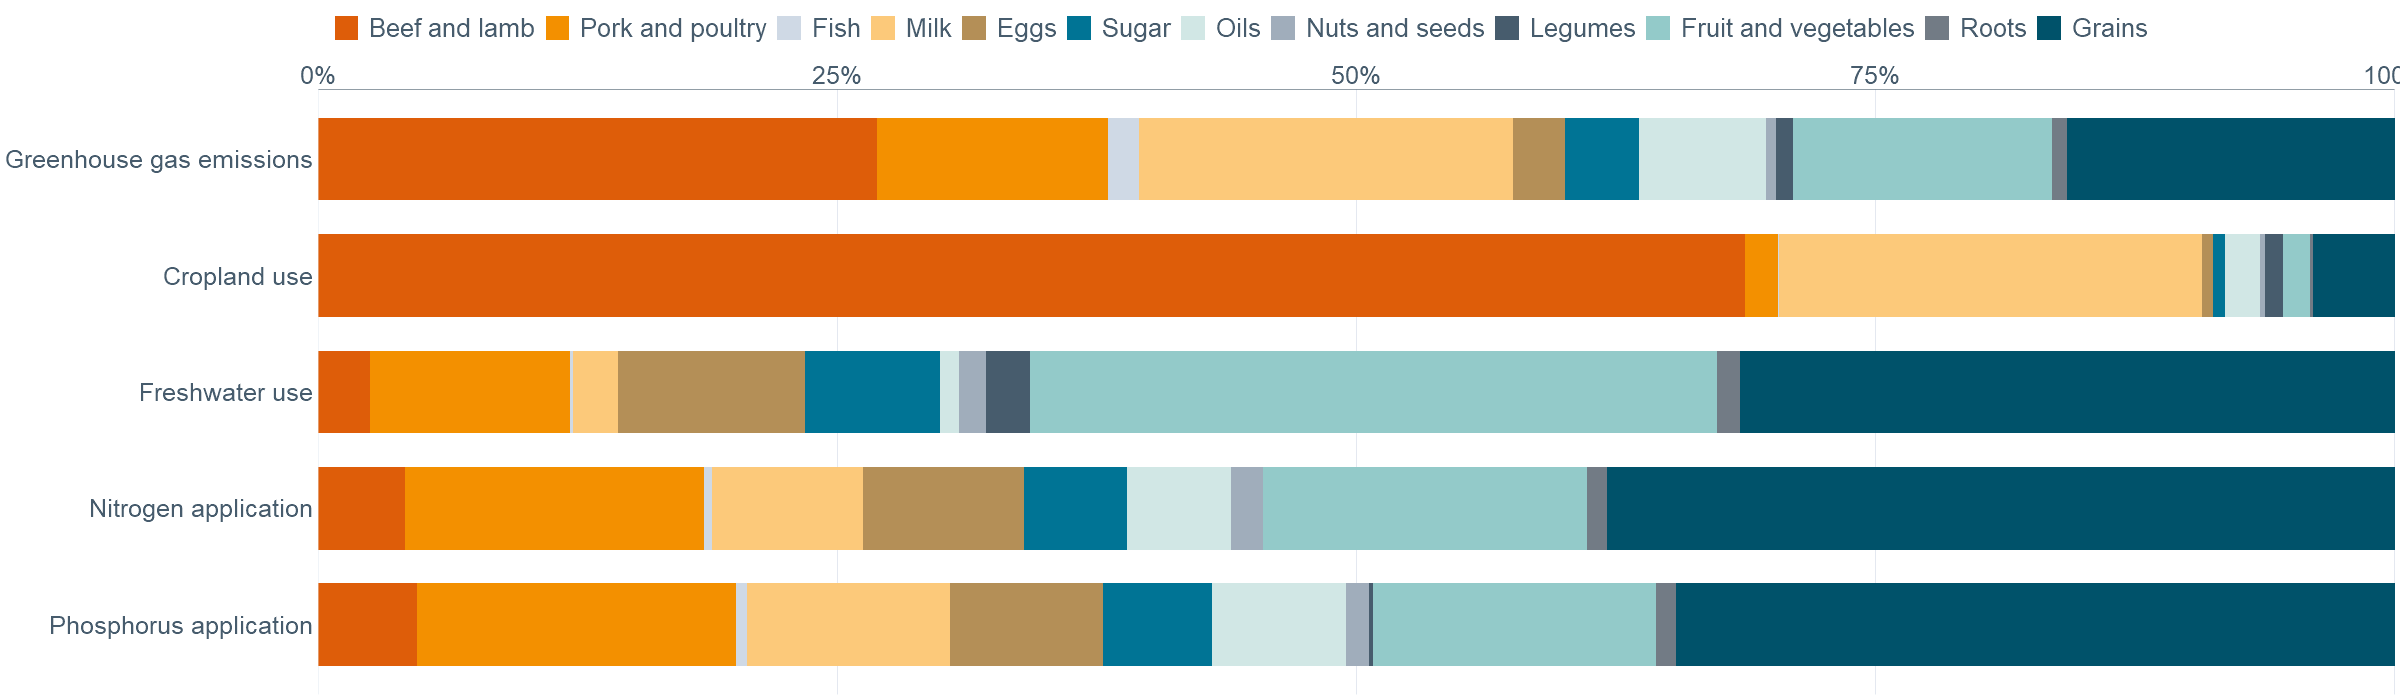 Beef and lamb Pork and poultry Fish Milk Eggs Sugar Oils Nuts and seeds Legumes Fruit and vegetables Roots Grains
0% 25% 50% 75% 100
Greenhouse gas emissions
Cropland use
Freshwater use
Nitrogen application
Phosphorus application